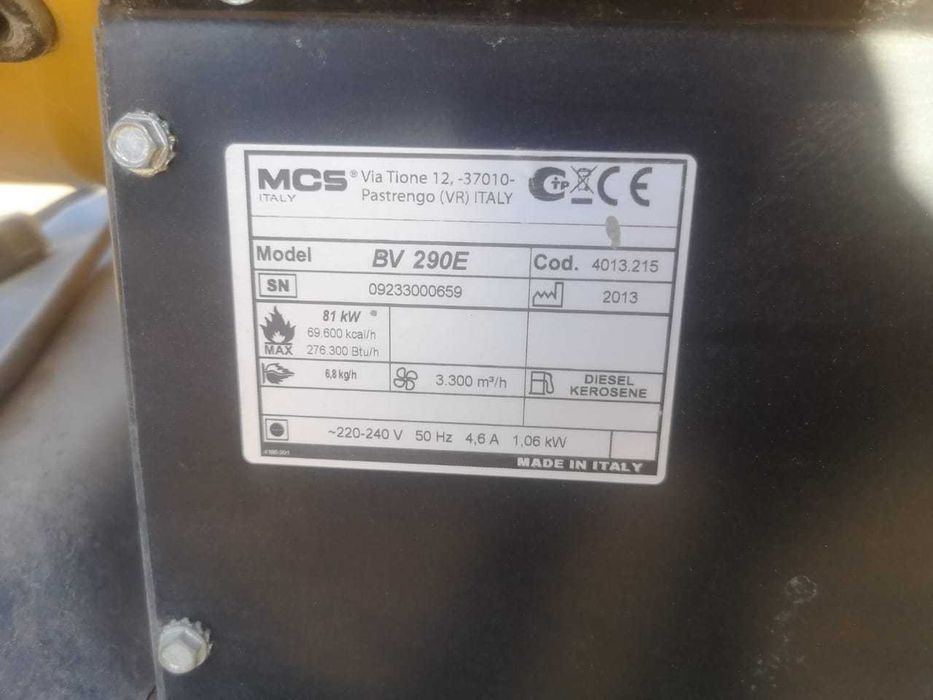 MCS® Via Tione 12, -37010-
ITALY Pastrengo (VR) ITALY
TP CE
Model BV 290E Cod. 4013.215
SN 09233000659 2013
81 kW
69.600 kcal/h
MAX 276.300 Btu/h
6,8 kg/h 3.300 m³/h DIESEL
KEROSENE
~220-240 V 50 Hz 4,6 A 1,06 kW
MADE IN ITALY